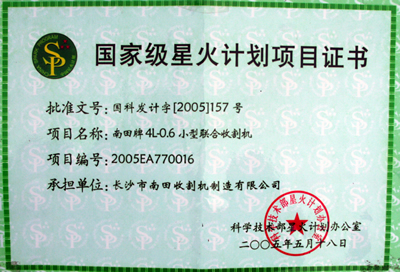 国家级星火计划项目证书
批准文号：国科发计字[2005]157号
项目名称：南田牌4L-0.6小型联合收割机
项目编号：2005EA770016
承担单位：长沙市南田收割机制造有限公司
科学技术部星火计划办公室
二〇〇五年五月十八日